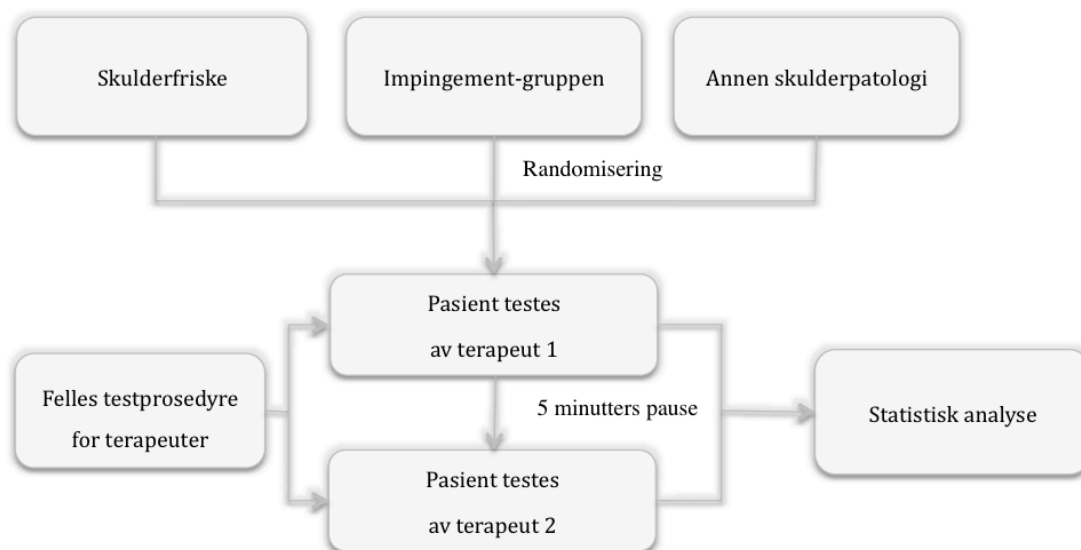 Skulderfriske
Impingement-gruppen
Annen skulderpatologi
Randomisering
Pasient testes
av terapeut 1
Felles testprosedyre
for terapeuter
5 minutters pause
Statistisk analyse
Pasient testes
av terapeut 2